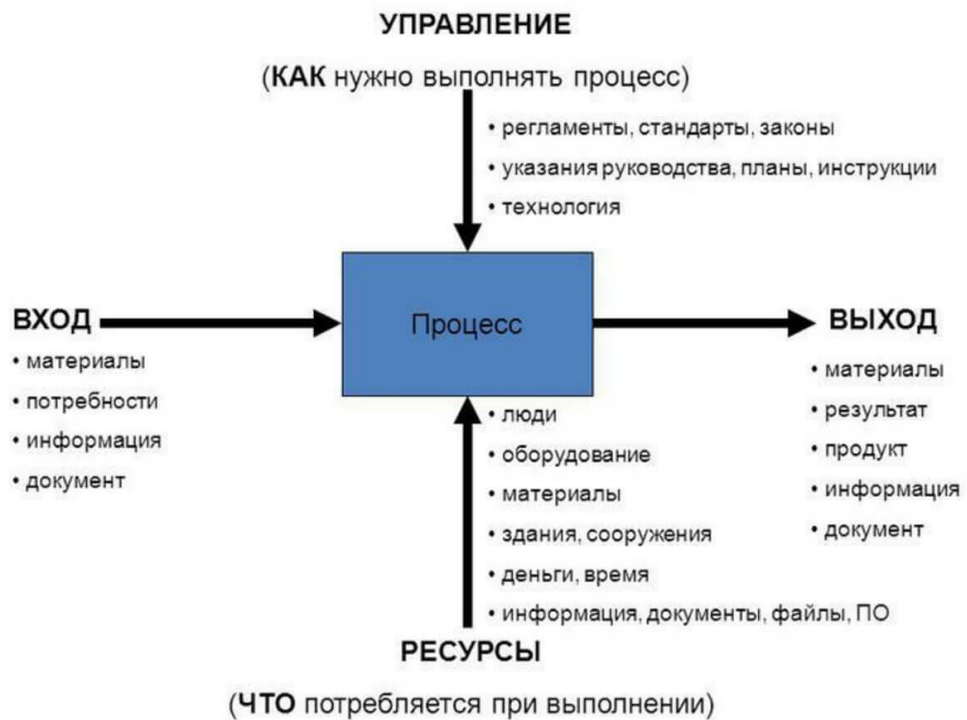 УПРАВЛЕНИЕ
(КАК нужно выполнять процесс)
• регламенты, стандарты, законы
• указания руководства, планы, инструкции
• технология
ВХОД
• материалы
• потребности
• информация
• документ
Процесс
ВЫХОД
• материалы
• результат
• продукт
• информация
• документ
• люди
• оборудование
• материалы
• здания, сооружения
• деньги, время
• информация, документы, файлы, ПО
РЕСУРСЫ
(ЧТО потребляется при выполнении)